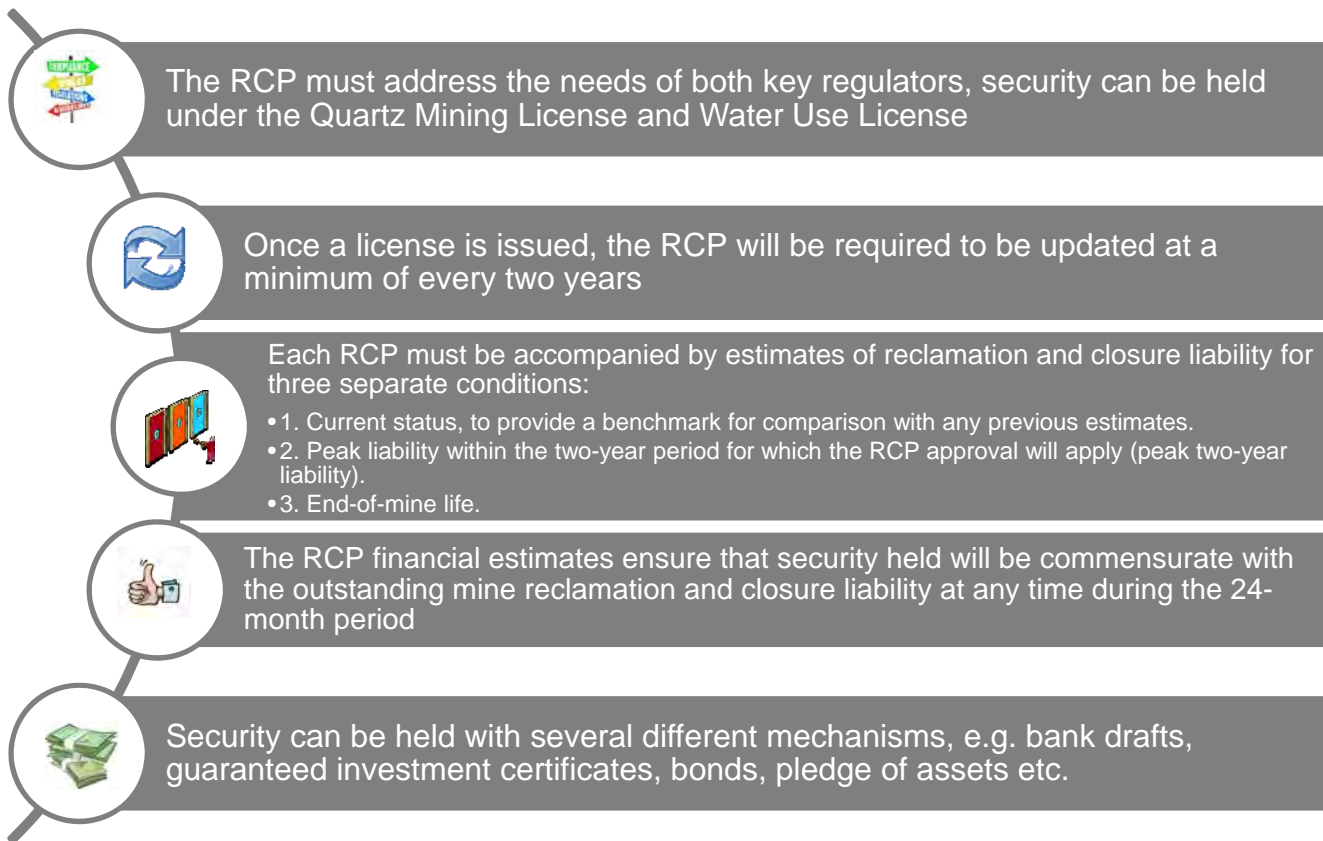 The RCP must address the needs of both key regulators, security can be held
under the Quartz Mining License and Water Use License
Once a license is issued, the RCP will be required to be updated at a
minimum of every two years
Each RCP must be accompanied by estimates of reclamation and closure liability for
three separate conditions:
•1. Current status, to provide a benchmark for comparison with any previous estimates.
•2. Peak liability within the two-year period for which the RCP approval will apply (peak two-year
liability).
•3. End-of-mine life.
The RCP financial estimates ensure that security held will be commensurate with
the outstanding mine reclamation and closure liability at any time during the 24-
month period
Security can be held with several different mechanisms, e.g. bank drafts,
guaranteed investment certificates, bonds, pledge of assets etc.